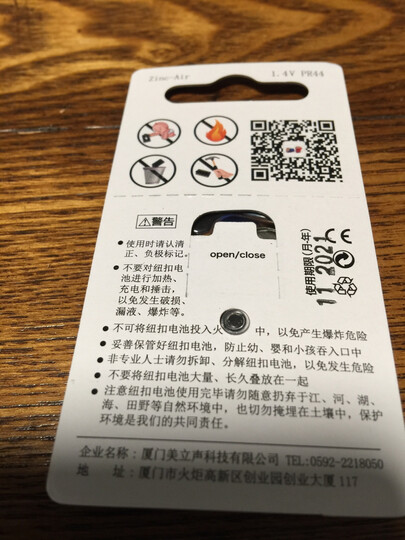 Zinc-Air
1.4V PR44
⚠警告
• 使用时请认清
正、负极标记。
• 不要对纽扣电
池进行加热、
充电和捶击，
以免发生破损、
漏液、爆炸等。
open/close
使用期限(月-年)
11 2021
• 不可将纽扣电池投入火 中，以免产生爆炸危险
• 妥善保管好纽扣电池，防止幼、婴和小孩吞入口中
• 非专业人士请勿拆卸、分解纽扣电池，以免发生危险
• 不要将纽扣电池大量、长久叠放在一起
• 注意纽扣电池使用完毕请勿随意扔弃于江、河、湖、
海、田野等自然环境中，也切勿掩埋在土壤中，保护
环境是我们的共同责任。
企业名称：厦门美立声科技有限公司 TEL:0592-2218050
地 址：厦门市火炬高新区创业园创业大厦 117